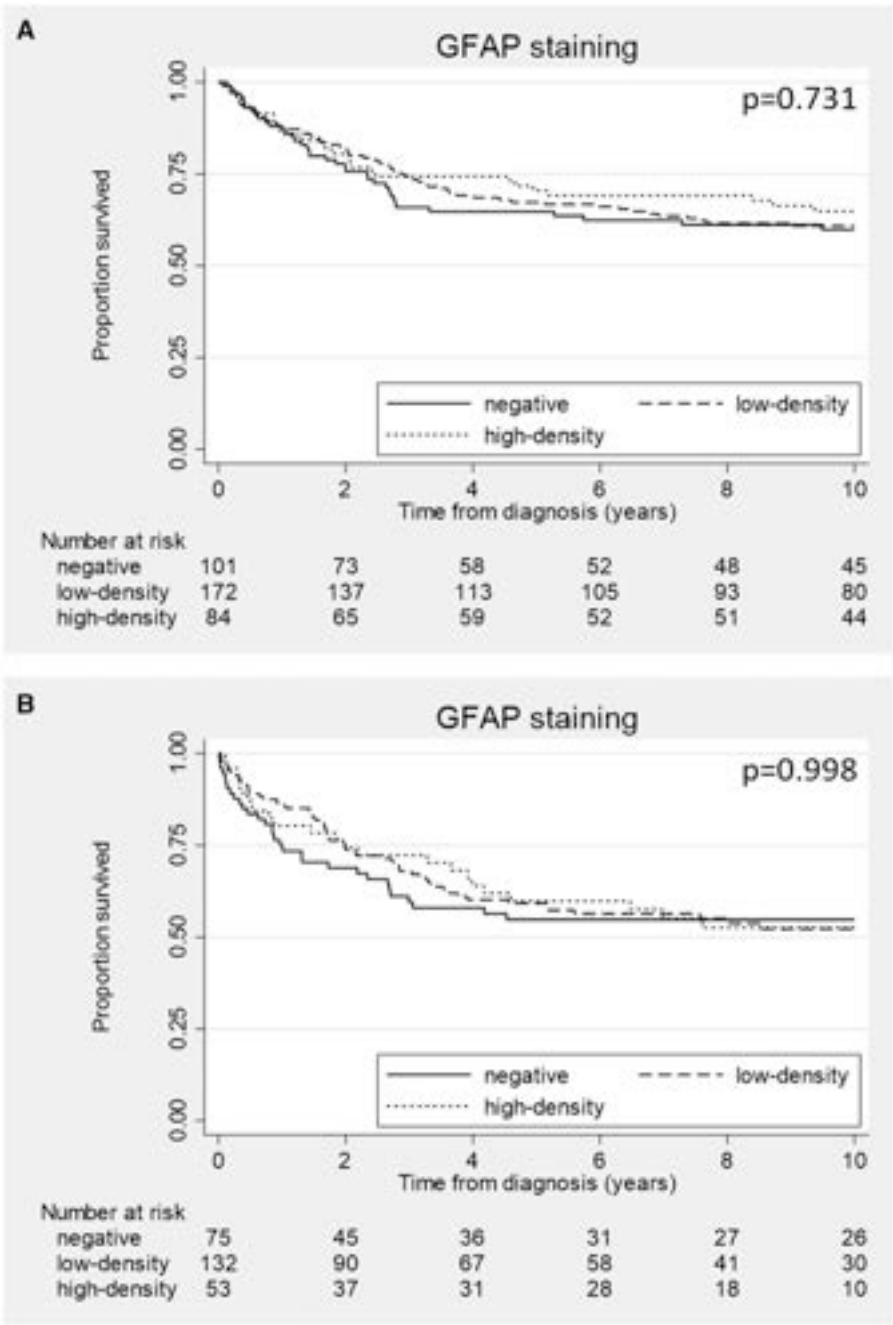 A
GFAP staining
p=0.731
Proportion survived
1.00
0.75
0.50
0.25
0.00
negative
low-density
high-density
0 2 4 6 8 10
Time from diagnosis (years)
Number at risk
negative 101 73 58 52 48 45
low-density 172 137 113 105 93 80
high-density 84 65 59 52 51 44
B
GFAP staining
p=0.998
Proportion survived
1.00
0.75
0.50
0.25
0.00
negative
low-density
high-density
0 2 4 6 8 10
Time from diagnosis (years)
Number at risk
negative 75 45 36 31 27 26
low-density 132 90 67 58 41 30
high-density 53 37 31 28 18 10